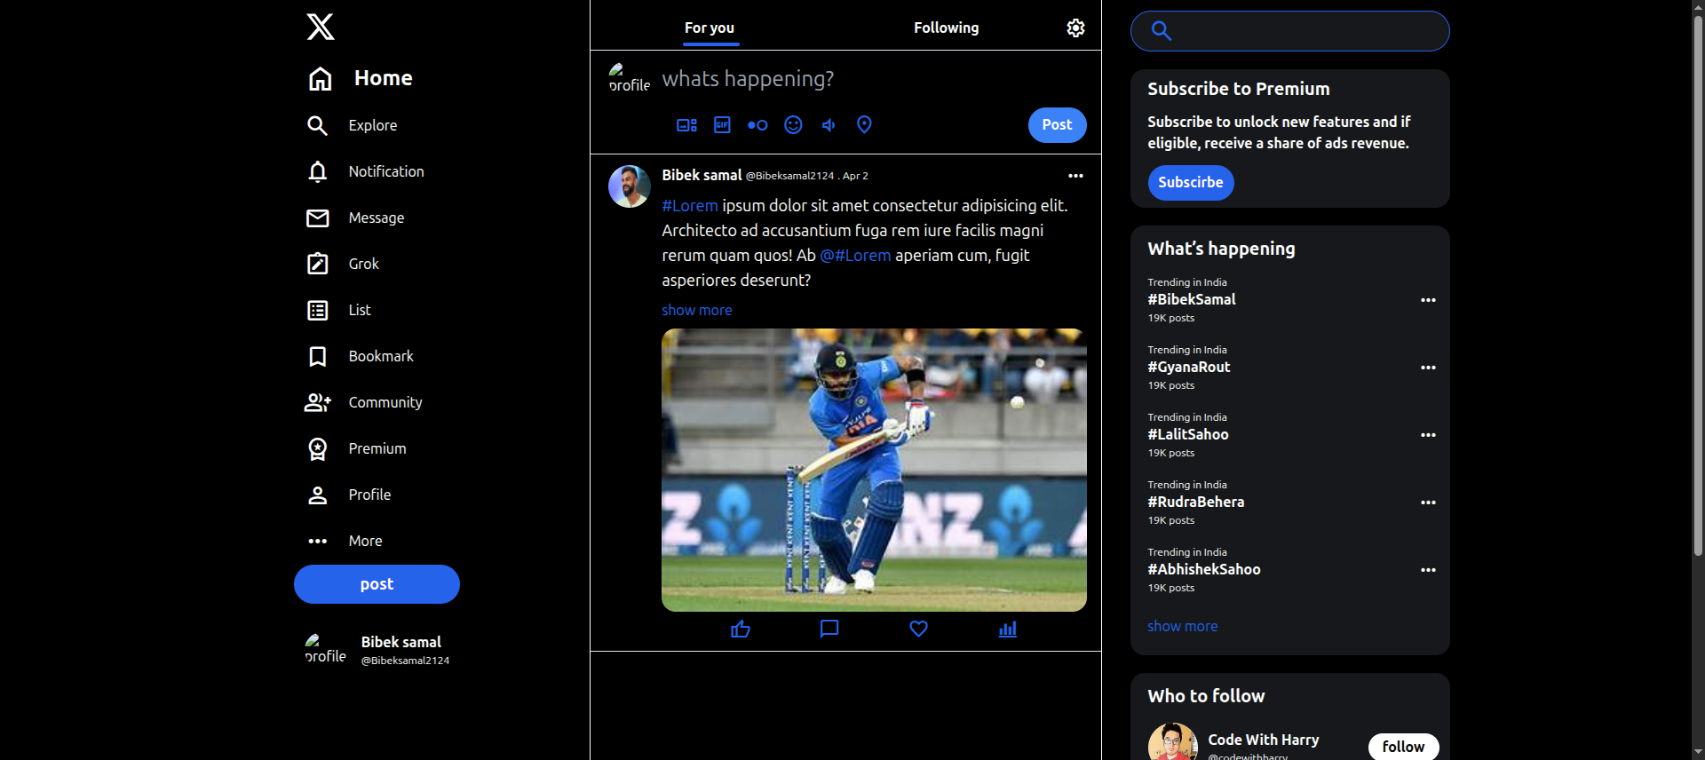 X
Home
Explore
Notification
Message
Grok
List
Bookmark
Community
Premium
Profile
More
post
profile
Bibek samal
@Bibeksamal2124
For you
Following
profile
whats happening?
GIF
Post
Bibek samal @Bibeksamal2124 . Apr 2
#Lorem ipsum dolor sit amet consectetur adipisicing elit.
Architecto ad accusantium fuga rem iure facilis magni
rerum quam quos! Ab @#Lorem aperiam cum, fugit
asperiores deserunt?
show more
INDIA
NZ
Subscribe to Premium
Subscribe to unlock new features and if
eligible, receive a share of ads revenue.
Subscirbe
What’s happening
Trending in India
#BibekSamal
19K posts
Trending in India
#GyanaRout
19K posts
Trending in India
#LalitSahoo
19K posts
Trending in India
#RudraBehera
19K posts
Trending in India
#AbhishekSahoo
19K posts
show more
Who to follow
Code With Harry
@codewithharry
follow